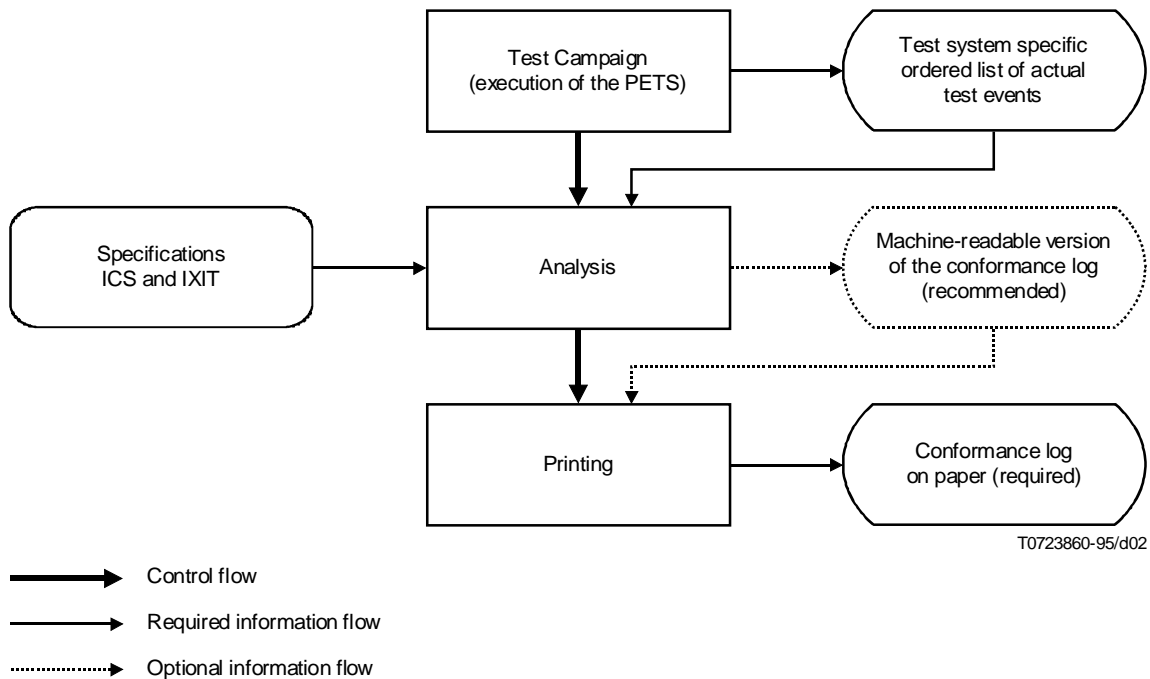 Test Campaign
(execution of the PETS)
Test system specific
ordered list of actual
test events
Specifications
ICS and IXIT
Analysis
Machine-readable version
of the conformance log
(recommended)
Printing
Conformance log
on paper (required)
T0723860-95/d02
Control flow
Required information flow
Optional information flow